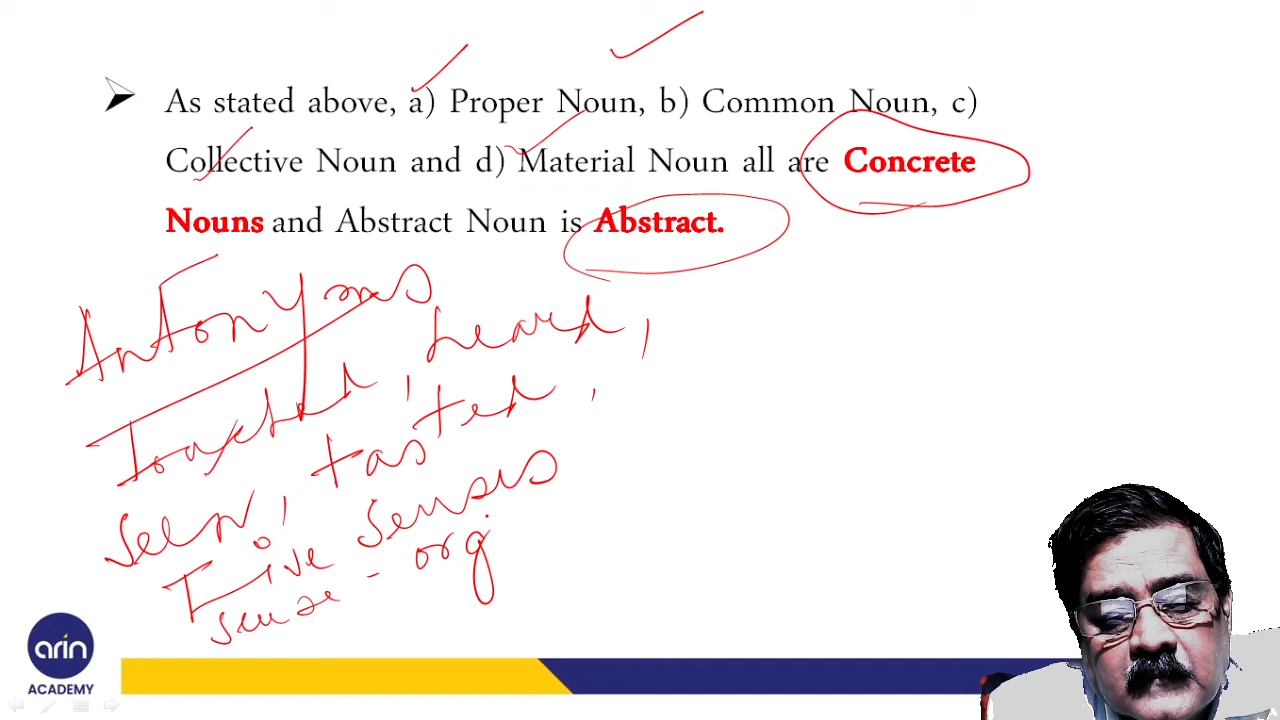 As stated above, a) Proper Noun, b) Common Noun, c)
Collective Noun and d) Material Noun all are Concrete
Nouns and Abstract Noun is Abstract.
Antonyms
Touched, heard,
seen, tasted,
Five senses
sense - org
arin
ACADEMY